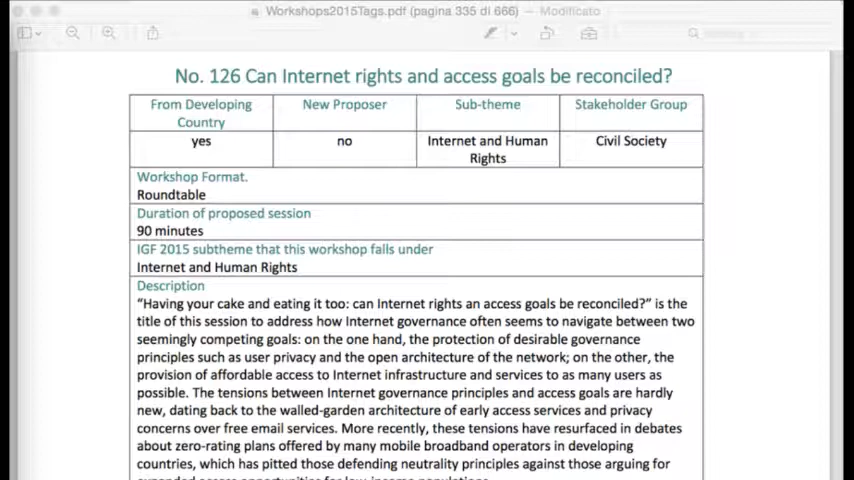 Workshops2015Tags.pdf (pagina 335 di 666) — Modificato
No. 126 Can Internet rights and access goals be reconciled?
From Developing Country
New Proposer
Sub-theme
Stakeholder Group
yes
no
Internet and Human Rights
Civil Society
Workshop Format.
Roundtable
Duration of proposed session
90 minutes
IGF 2015 subtheme that this workshop falls under
Internet and Human Rights
Description
“Having your cake and eating it too: can Internet rights an access goals be reconciled?” is the
title of this session to address how Internet governance often seems to navigate between two
seemingly competing goals: on the one hand, the protection of desirable governance
principles such as user privacy and the open architecture of the network; on the other, the
provision of affordable access to Internet infrastructure and services to as many users as
possible. The tensions between Internet governance principles and access goals are hardly
new, dating back to the walled-garden architecture of early access services and privacy
concerns over free email services. More recently, these tensions have resurfaced in debates
about zero-rating plans offered by many mobile broadband operators in developing
countries, which has pitted those defending neutrality principles against those arguing for